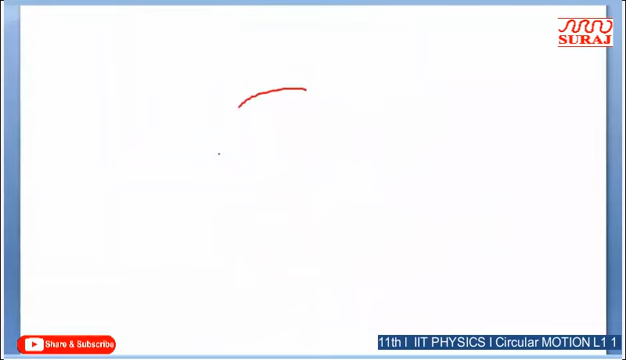 SURAJ
Share & Subscribe
11th I IIT PHYSICS I Circular MOTION L1 1